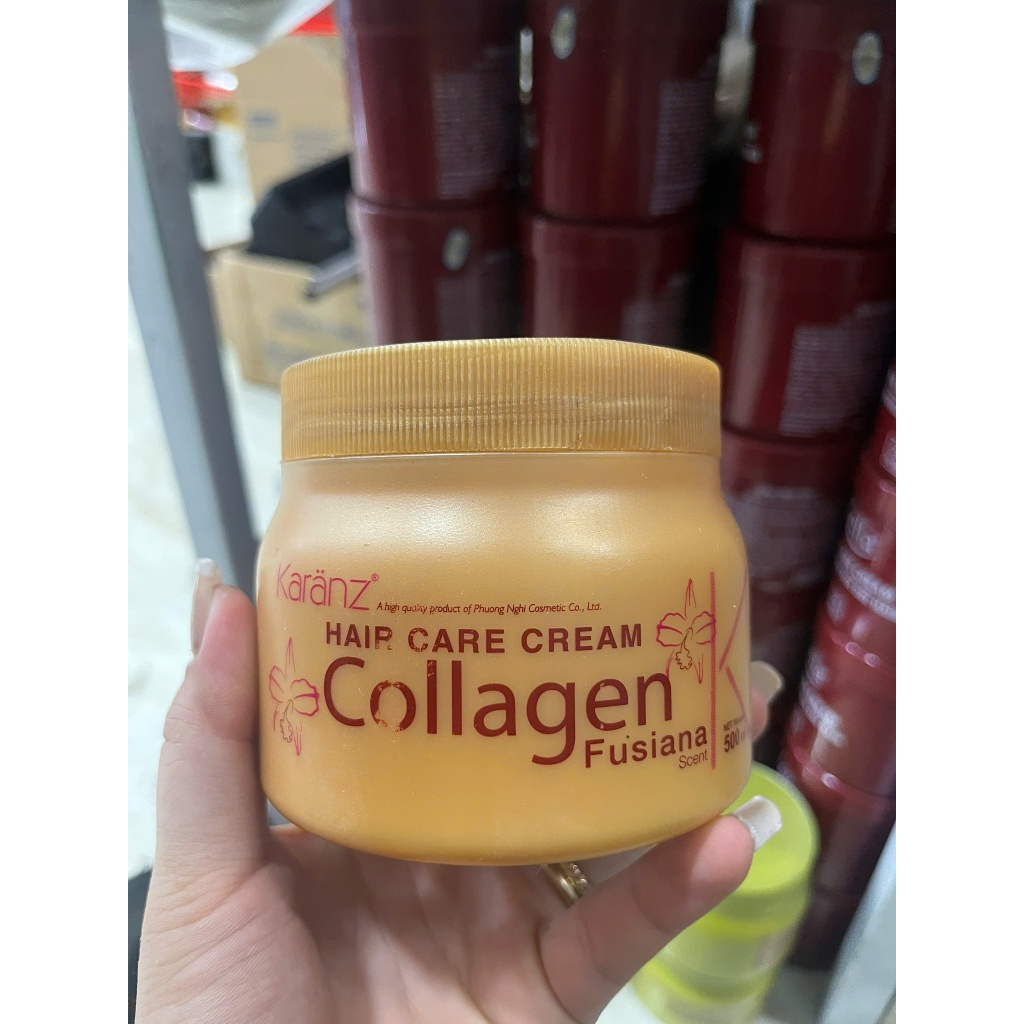 Karänz®
A high quality product of Phuong Nghi Cosmetic Co., Ltd.
HAIR CARE CREAM
Collagen
Fusiana
Scent
500